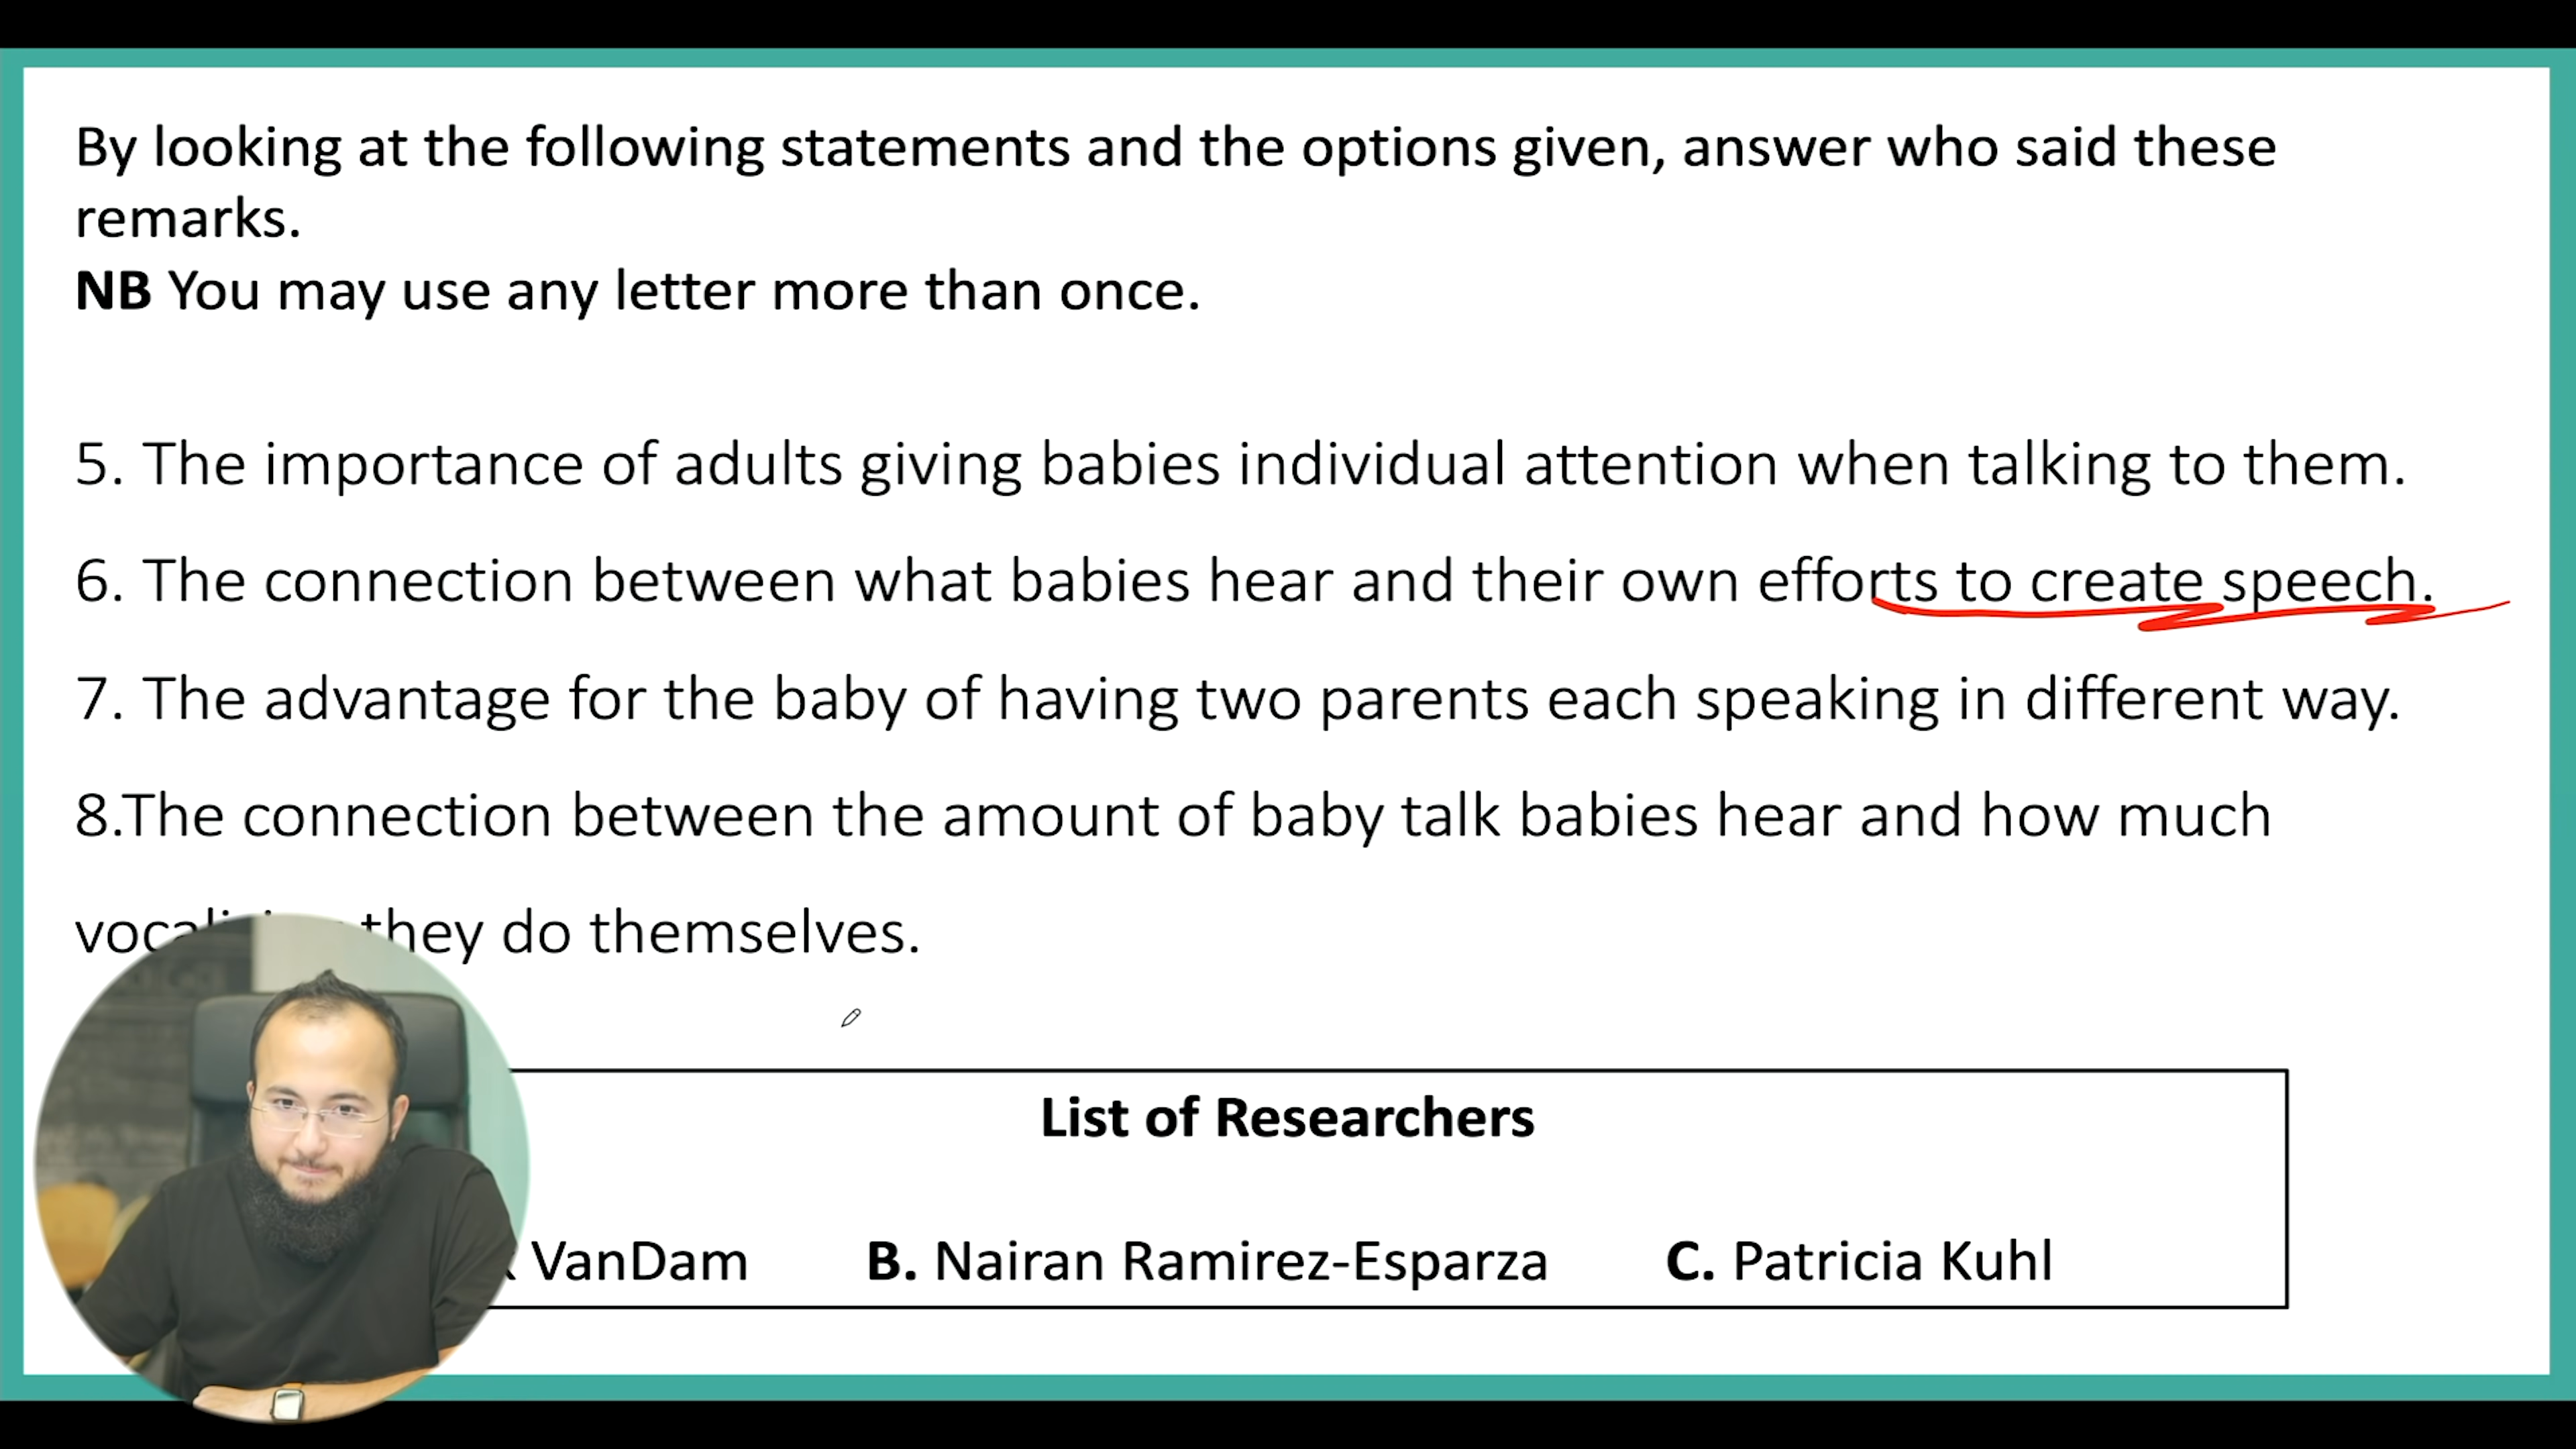 By looking at the following statements and the options given, answer who said these
remarks.
NB You may use any letter more than once.
5. The importance of adults giving babies individual attention when talking to them.
6. The connection between what babies hear and their own efforts to create speech.
7. The advantage for the baby of having two parents each speaking in different way.
8.The connection between the amount of baby talk babies hear and how much
they do themselves.
List of Researchers
VanDam B. Nairan Ramirez-Esparza C. Patricia Kuhl